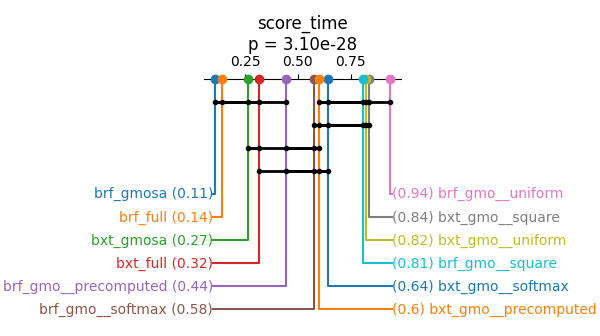 score_time
p = 3.10e-28
0.25 0.50 0.75
brf_gmosa (0.11) (0.94) brf_gmo__uniform
brf_full (0.14) (0.84) bxt_gmo__square
bxt_gmosa (0.27) (0.82) bxt_gmo__uniform
bxt_full (0.32) (0.81) brf_gmo__square
brf_gmo__precomputed (0.44) (0.64) bxt_gmo__softmax
brf_gmo__softmax (0.58) (0.6) bxt_gmo__precomputed